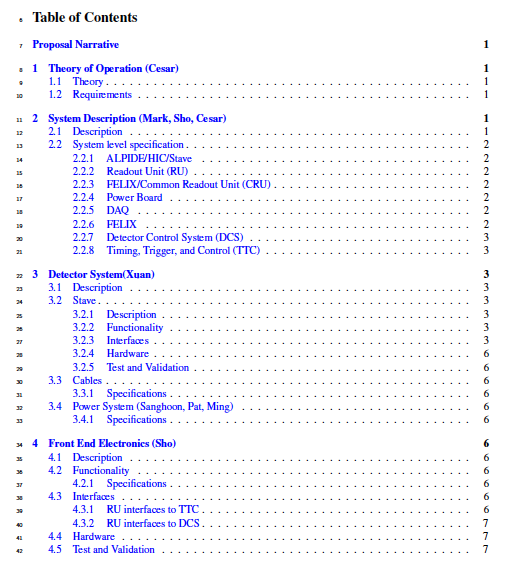 6 Table of Contents
7 Proposal Narrative 1
8 1 Theory of Operation (Cesar) 1
9 1.1 Theory . . . . . . . . . . . . . . . . . . . . 1
10 1.2 Requirements . . . . . . . . . . . . . . . . . . . . 1
11 2 System Description (Mark, Sho, Cesar) 1
12 2.1 Description . . . . . . . . . . . . . . . . . . . . 1
13 2.2 System level specification . . . . . . . . . . . . . . . . . . . . 2
14 2.2.1 ALPIDE/HIC/Stave . . . . . . . . . . . . . . . . . . . . 2
15 2.2.2 Readout Unit (RU) . . . . . . . . . . . . . . . . . . . . 2
16 2.2.3 FELIX/Common Readout Unit (CRU) . . . . . . . . . . . . . . . . . . . . 2
17 2.2.4 Power Board . . . . . . . . . . . . . . . . . . . . 2
18 2.2.5 DAQ . . . . . . . . . . . . . . . . . . . . 2
19 2.2.6 FELIX . . . . . . . . . . . . . . . . . . . . 2
20 2.2.7 Detector Control System (DCS) . . . . . . . . . . . . . . . . . . . . 3
21 2.2.8 Timing, Trigger, and Control (TTC) . . . . . . . . . . . . . . . . . . . . 3
22 3 Detector System(Xuan) 3
23 3.1 Description . . . . . . . . . . . . . . . . . . . . 3
24 3.2 Stave . . . . . . . . . . . . . . . . . . . . 3
25 3.2.1 Description . . . . . . . . . . . . . . . . . . . . 3
26 3.2.2 Functionality . . . . . . . . . . . . . . . . . . . . 3
27 3.2.3 Interfaces . . . . . . . . . . . . . . . . . . . . 3
28 3.2.4 Hardware . . . . . . . . . . . . . . . . . . . . 6
29 3.2.5 Test and Validation . . . . . . . . . . . . . . . . . . . . 6
30 3.3 Cables . . . . . . . . . . . . . . . . . . . . 6
31 3.3.1 Specifications . . . . . . . . . . . . . . . . . . . . 6
32 3.4 Power System (Sanghoon, Pat, Ming) . . . . . . . . . . . . . . . . . . . . 6
33 3.4.1 Specifications . . . . . . . . . . . . . . . . . . . . 6
34 4 Front End Electronics (Sho) 6
35 4.1 Description . . . . . . . . . . . . . . . . . . . . 6
36 4.2 Functionality . . . . . . . . . . . . . . . . . . . . 6
37 4.2.1 Specifications . . . . . . . . . . . . . . . . . . . . 6
38 4.3 Interfaces . . . . . . . . . . . . . . . . . . . . 6
39 4.3.1 RU interfaces to TTC . . . . . . . . . . . . . . . . . . . . 6
40 4.3.2 RU interfaces to DCS . . . . . . . . . . . . . . . . . . . . 7
41 4.4 Hardware . . . . . . . . . . . . . . . . . . . . 7
42 4.5 Test and Validation . . . . . . . . . . . . . . . . . . . . 7